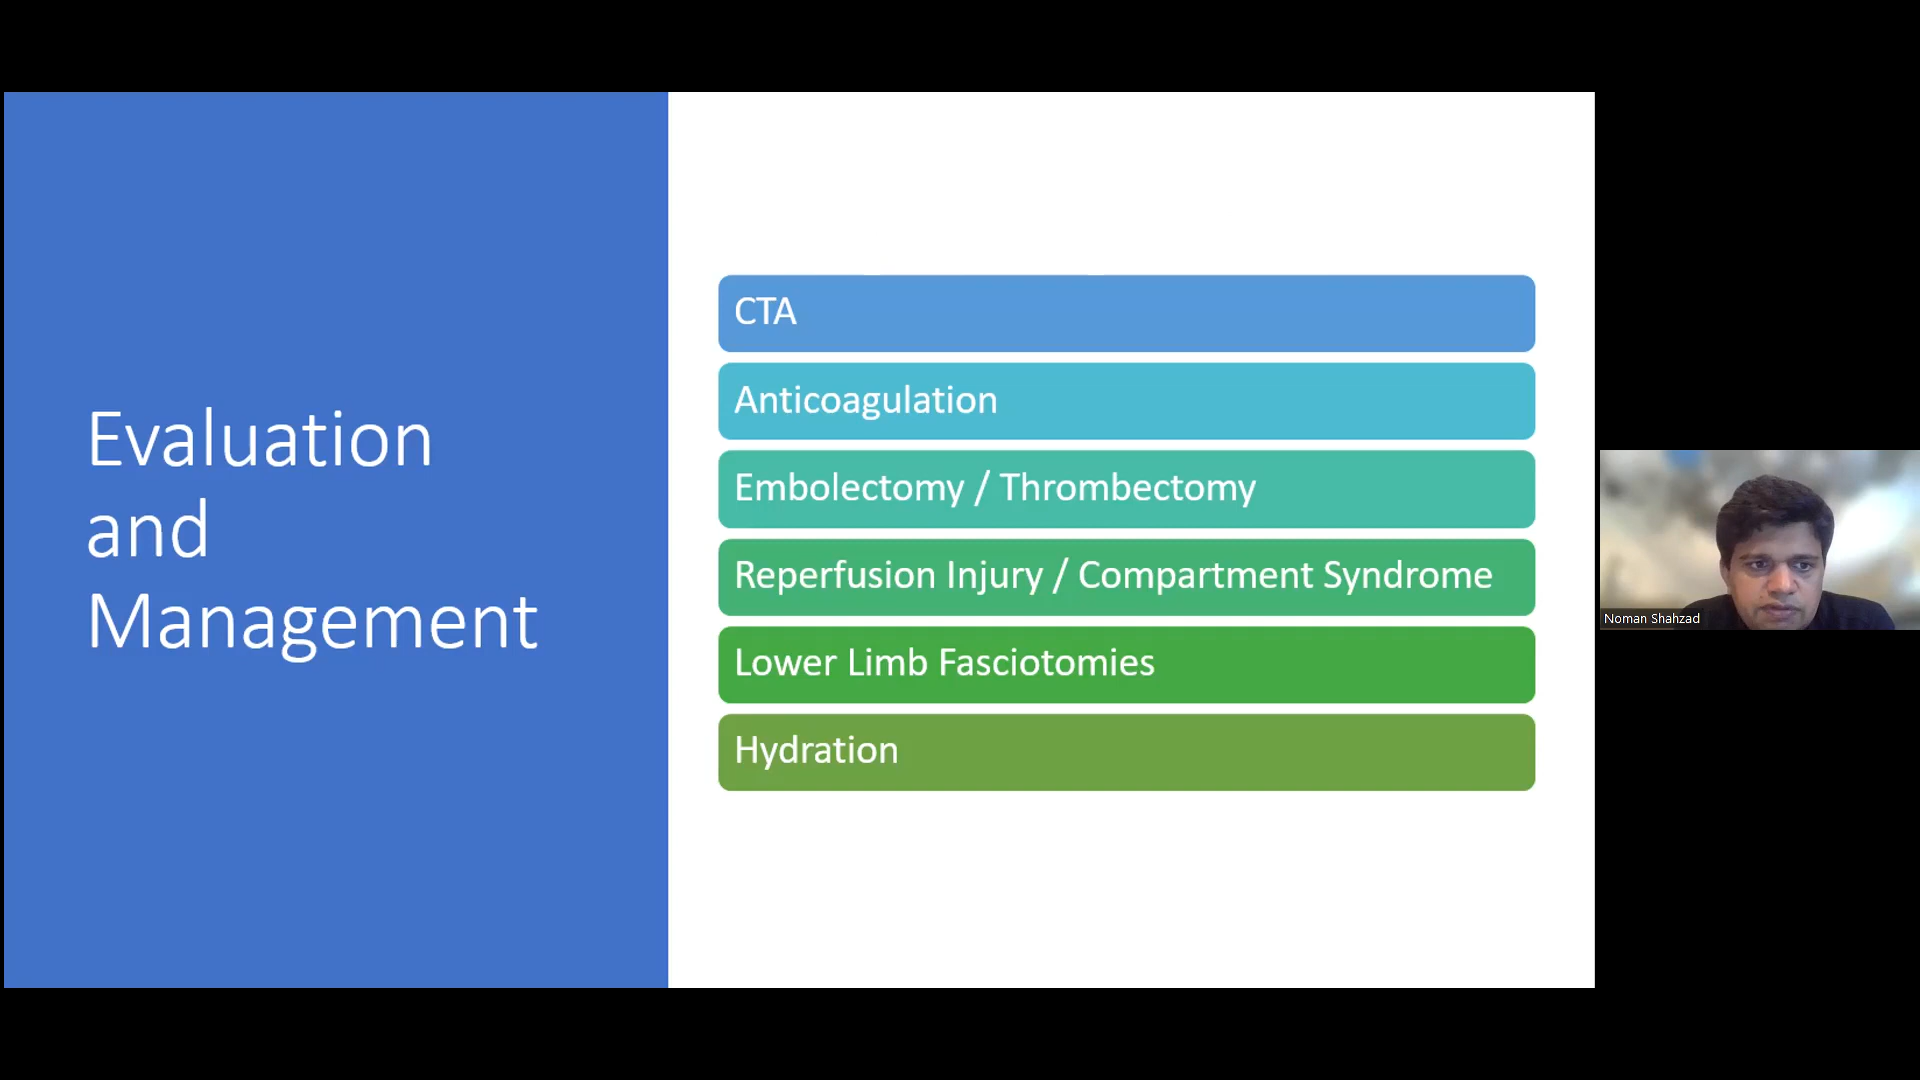 Evaluation
and
Management
CTA
Anticoagulation
Embolectomy / Thrombectomy
Reperfusion Injury / Compartment Syndrome
Lower Limb Fasciotomies
Hydration
Noman Shahzad